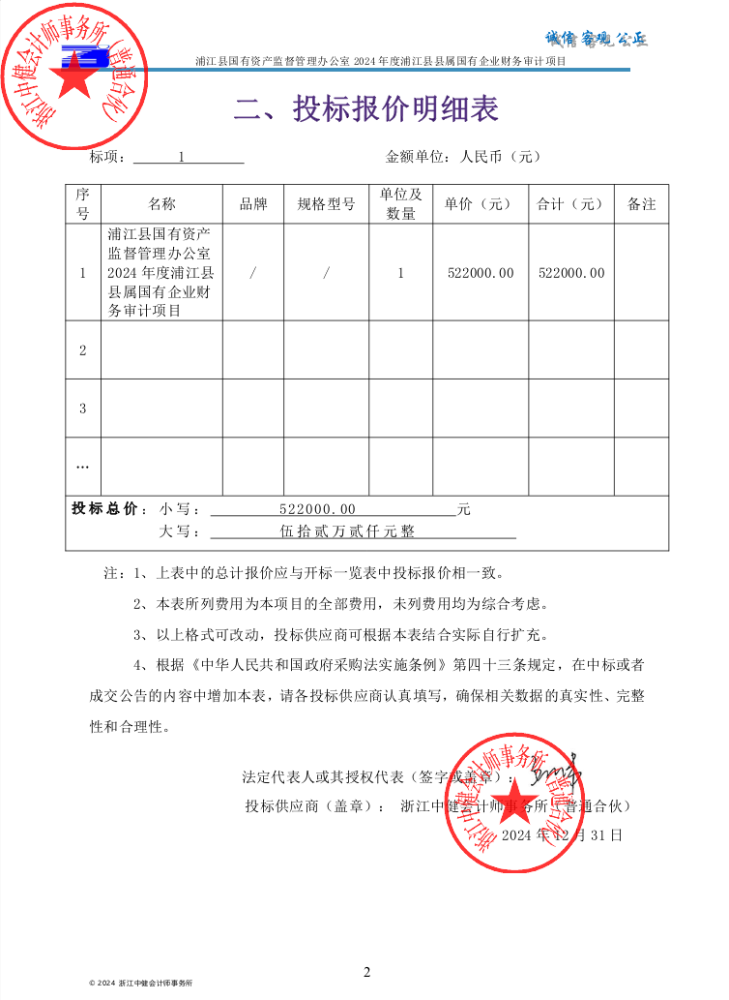 浙江中健会计师事务所（普通合伙）
诚信 客观 公正
浦江县国有资产监督管理办公室 2024 年度浦江县县属国有企业财务审计项目
二、投标报价明细表
标项： 1 金额单位：人民币（元）
序号 名称 品牌 规格型号 单位及数量 单价（元） 合计（元） 备注
1 浦江县国有资产监督管理办公室2024 年度浦江县县属国有企业财务审计项目 / / 1 522000.00 522000.00
2
3
…
投标总价：小写： 522000.00 元
大写： 伍拾贰万贰仟元整
注：1、上表中的总计报价应与开标一览表中投标报价相一致。
2、本表所列费用为本项目的全部费用，未列费用均为综合考虑。
3、以上格式可改动，投标供应商可根据本表结合实际自行扩充。
4、根据《中华人民共和国政府采购法实施条例》第四十三条规定，在中标或者
成交公告的内容中增加本表，请各投标供应商认真填写，确保相关数据的真实性、完整
性和合理性。
法定代表人或其授权代表（签字或盖章）：
投标供应商（盖章）： 浙江中健会计师事务所（普通合伙）
2024 年 12 月 31 日
浙江中健会计师事务所（普通合伙）
2
© 2024 浙江中健会计师事务所